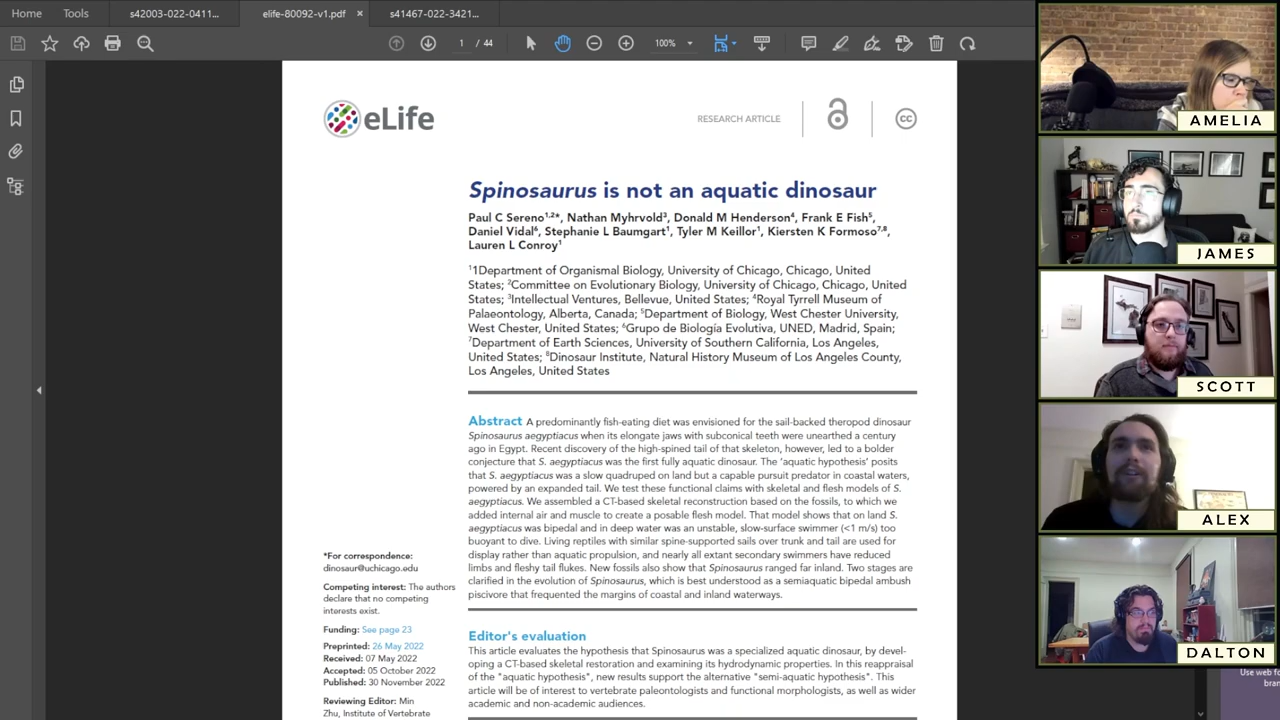 Home Tools s42003-022-0411... elife-80092-v1.pdf × s41467-022-3421...
1 / 44 100%
eLife
RESEARCH ARTICLE
cc
Spinosaurus is not an aquatic dinosaur
Paul C Sereno1,2*, Nathan Myhrvold3, Donald M Henderson4, Frank E Fish5,
Daniel Vidal6, Stephanie L Baumgart1, Tyler M Keillor1, Kiersten K Formoso7,8,
Lauren L Conroy1
11Department of Organismal Biology, University of Chicago, Chicago, United
States; 2Committee on Evolutionary Biology, University of Chicago, Chicago, United
States; 3Intellectual Ventures, Bellevue, United States; 4Royal Tyrrell Museum of
Palaeontology, Alberta, Canada; 5Department of Biology, West Chester University,
West Chester, United States; 6Grupo de Biología Evolutiva, UNED, Madrid, Spain;
7Department of Earth Sciences, University of Southern California, Los Angeles,
United States; 8Dinosaur Institute, Natural History Museum of Los Angeles County,
Los Angeles, United States
Abstract A predominantly fish-eating diet was envisioned for the sail-backed theropod dinosaur
Spinosaurus aegyptiacus when its elongate jaws with subconical teeth were unearthed a century
ago in Egypt. Recent discovery of the high-spined tail of that skeleton, however, led to a bolder
conjecture that S. aegyptiacus was the first fully aquatic dinosaur. The 'aquatic hypothesis' posits
that S. aegyptiacus was a slow quadruped on land but a capable pursuit predator in coastal waters,
powered by an expanded tail. We test these functional claims with skeletal and flesh models of S.
aegyptiacus. We assembled a CT-based skeletal reconstruction based on the fossils, to which we
added internal air and muscle to create a posable flesh model. That model shows that on land S.
aegyptiacus was bipedal and in deep water was an unstable, slow-surface swimmer (<1 m/s) too
buoyant to dive. Living reptiles with similar spine-supported sails over trunk and tail are used for
display rather than aquatic propulsion, and nearly all extant secondary swimmers have reduced
limbs and fleshy tail flukes. New fossils also show that Spinosaurus ranged far inland. Two stages are
clarified in the evolution of Spinosaurus, which is best understood as a semiaquatic bipedal ambush
piscivore that frequented the margins of coastal and inland waterways.
*For correspondence:
dinosaur@uchicago.edu
Competing interest: The authors
declare that no competing
interests exist.
Funding: See page 23
Preprinted: 26 May 2022
Received: 07 May 2022
Accepted: 05 October 2022
Published: 30 November 2022
Reviewing Editor: Min
Zhu, Institute of Vertebrate
Editor's evaluation
This article evaluates the hypothesis that Spinosaurus was a specialized aquatic dinosaur, by devel-
oping a CT-based skeletal restoration and examining its hydrodynamic properties. In this reappraisal
of the "aquatic hypothesis", new results support the alternative "semi-aquatic hypothesis". This
article will be of interest to vertebrate paleontologists and functional morphologists, as well as wider
academic and non-academic audiences.
AMELIA
JAMES
SCOTT
ALEX
DALTON
Use web fo
bran